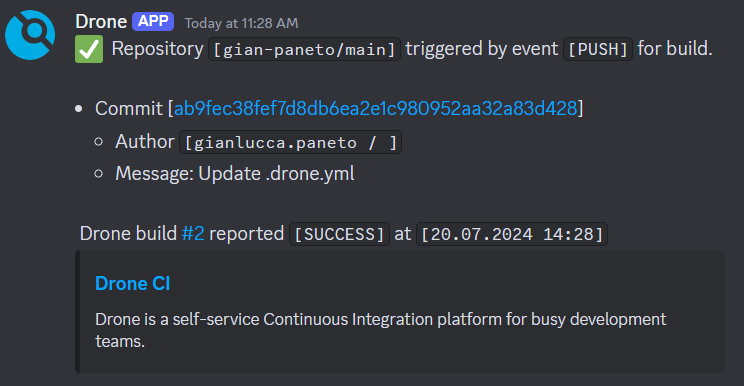 Drone APP Today at 11:28 AM
Repository [gian-paneto/main] triggered by event [PUSH] for build.
Commit [ab9fec38fef7d8db6ea2e1c980952aa32a83d428]
Author [gianlucca.paneto / ]
Message: Update .drone.yml
Drone build #2 reported [SUCCESS] at [20.07.2024 14:28]
Drone CI
Drone is a self-service Continuous Integration platform for busy development
teams.